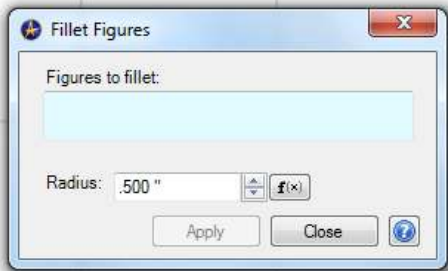 Fillet Figures
Figures to fillet:
Radius: .500 " f(x)
Apply Close